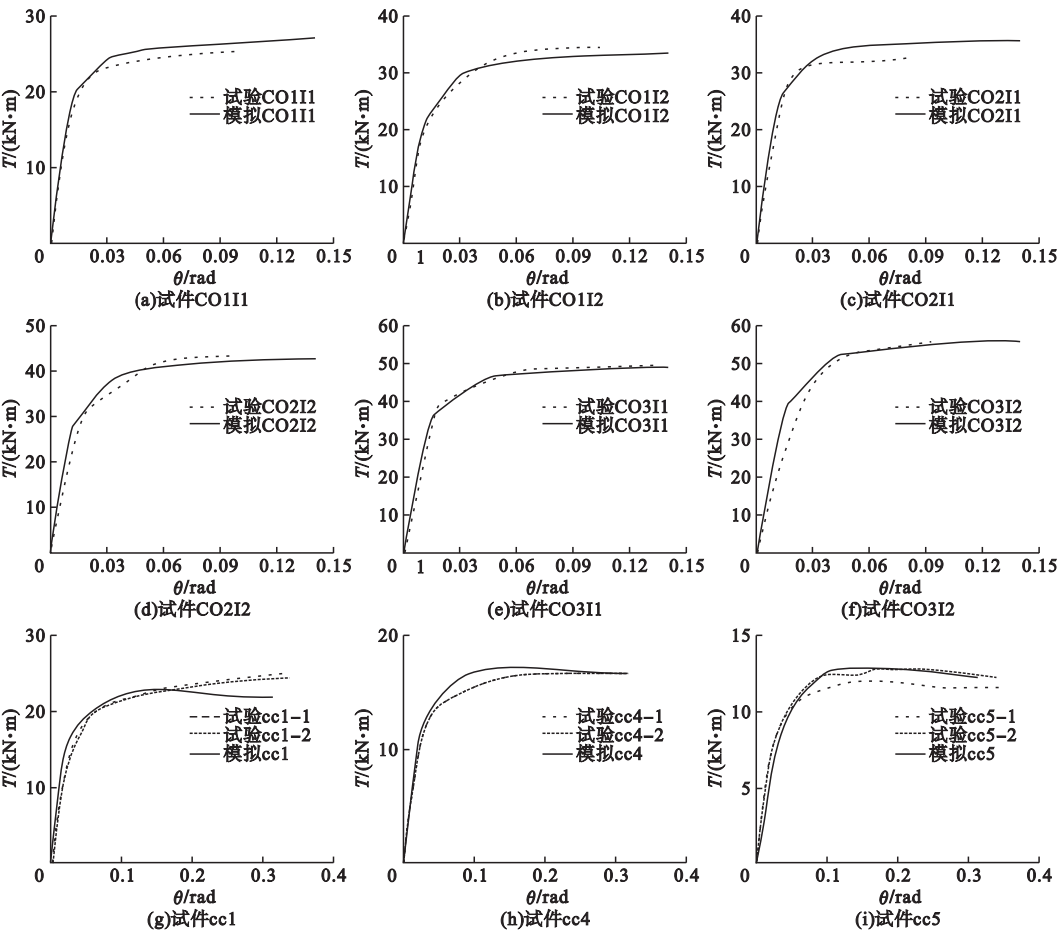 30
20
10
0
0.03
0.06
0.09
0.12
0.15
T/(kN·m)
θ/rad
试验CO1I1
模拟CO1I1
(a)试件CO1I1
40
30
20
10
0
1
0.03
0.06
0.09
0.12
0.15
T/(kN·m)
θ/rad
试验CO1I2
模拟CO1I2
(b)试件CO1I2
40
30
20
10
0
0.03
0.06
0.09
0.12
0.15
T/(kN·m)
θ/rad
试验CO2I1
模拟CO2I1
(c)试件CO2I1
50
40
30
20
10
0
0.03
0.06
0.09
0.12
0.15
T/(kN·m)
θ/rad
试验CO2I2
模拟CO2I2
(d)试件CO2I2
60
50
40
30
20
10
0
1
0.03
0.06
0.09
0.12
0.15
T/(kN·m)
θ/rad
试验CO3I1
模拟CO3I1
(e)试件CO3I1
60
50
40
30
20
10
0
0.03
0.06
0.09
0.12
0.15
T/(kN·m)
θ/rad
试验CO3I2
模拟CO3I2
(f)试件CO3I2
30
20
10
0
0.1
0.2
0.3
0.4
T/(kN·m)
θ/rad
试验cc1-1
试验cc1-2
模拟cc1
(g)试件cc1
20
10
0
0.1
0.2
0.3
0.4
T/(kN·m)
θ/rad
试验cc4-1
试验cc4-2
模拟cc4
(h)试件cc4
15
10
5
0
0.1
0.2
0.3
0.4
T/(kN·m)
θ/rad
试验cc5-1
试验cc5-2
模拟cc5
(i)试件cc5